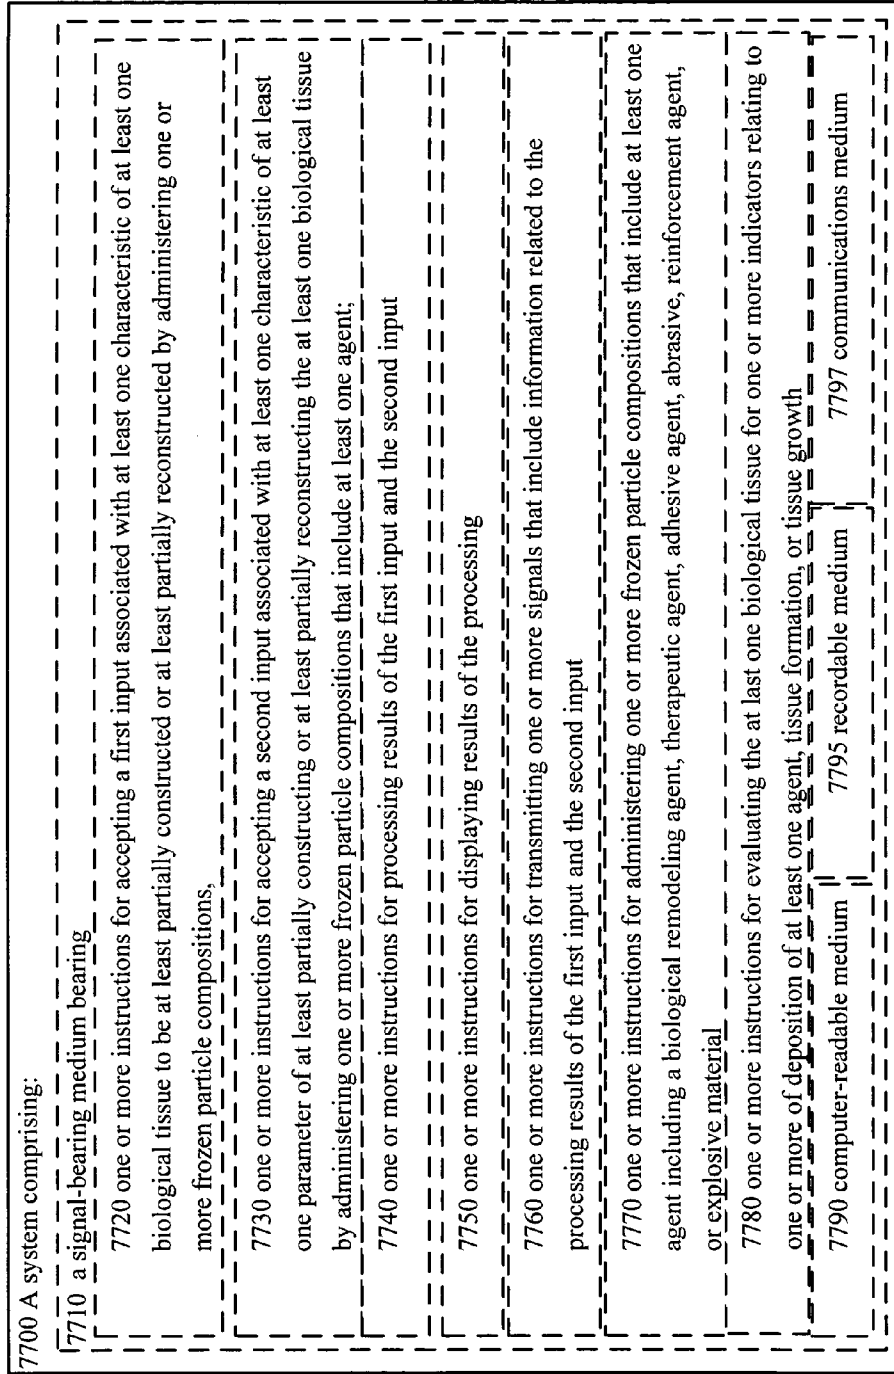 7700 A system comprising:
7710 a signal-bearing medium bearing
7720 one or more instructions for accepting a first input associated with at least one characteristic of at least one
biological tissue to be at least partially constructed or at least partially reconstructed by administering one or
more frozen particle compositions,
7730 one or more instructions for accepting a second input associated with at least one characteristic of at least
one parameter of at least partially constructing or at least partially reconstructing the at least one biological tissue
by administering one or more frozen particle compositions that include at least one agent;
7740 one or more instructions for processing results of the first input and the second input
7750 one or more instructions for displaying results of the processing
7760 one or more instructions for transmitting one or more signals that include information related to the
processing results of the first input and the second input
7770 one or more instructions for administering one or more frozen particle compositions that include at least one
agent including a biological remodeling agent, therapeutic agent, adhesive agent, abrasive, reinforcement agent,
or explosive material
7780 one or more instructions for evaluating the at last one biological tissue for one or more indicators relating to
one or more of deposition of at least one agent, tissue formation, or tissue growth
7790 computer-readable medium
7795 recordable medium
7797 communications medium